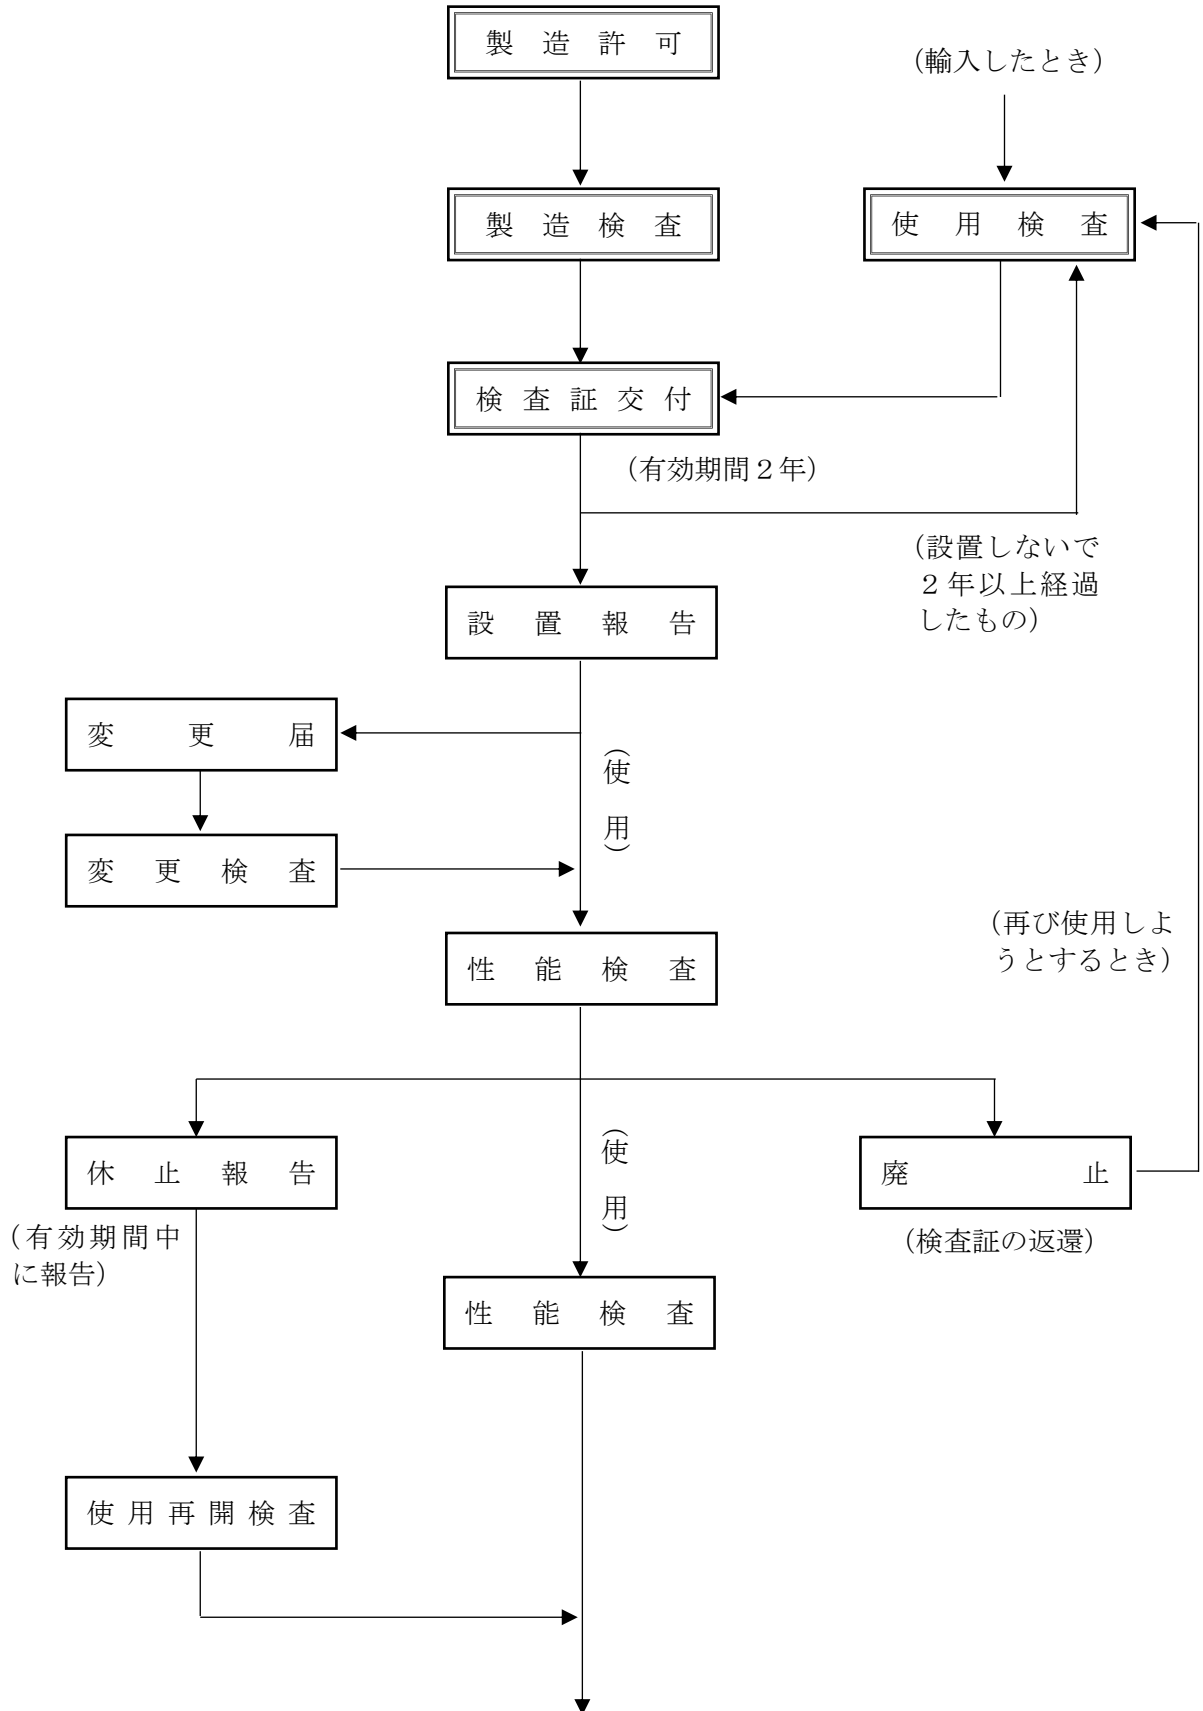 製造許可
(輸入したとき)
製造検査
使用検査
検査証交付
(有効期間２年)
(設置しないで
２年以上経過
したもの)
設置報告
変更届
(使用)
変更検査
(再び使用しよ
うとするとき)
性能検査
休止報告
(使用)
廃止
(有効期間中
に報告)
(検査証の返還)
性能検査
使用再開検査